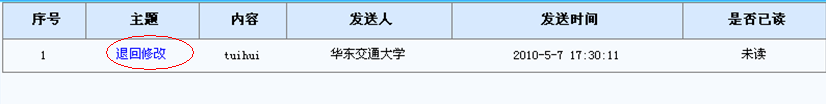 序号 主题 内容 发送人 发送时间 是否已读
1 退回修改 tuihui 华东交通大学 2010-5-7 17:30:11 未读